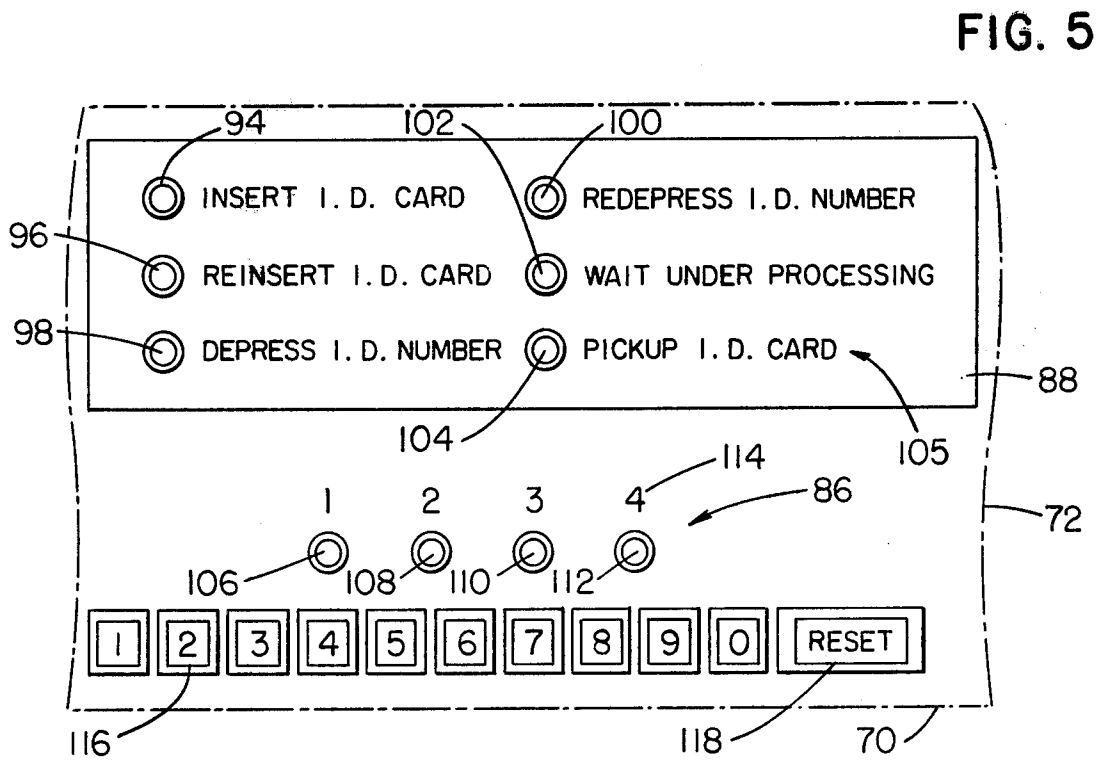 FIG. 5
94
102
100
INSERT I. D. CARD
REDEPRESS I. D. NUMBER
96
REINSERT I. D. CARD
WAIT UNDER PROCESSING
98
DEPRESS I. D. NUMBER
PICKUP I. D. CARD
88
104
105
114
1 2 3 4
86
72
106
108
110
112
1 2 3 4 5 6 7 8 9 0 RESET
116
118
70